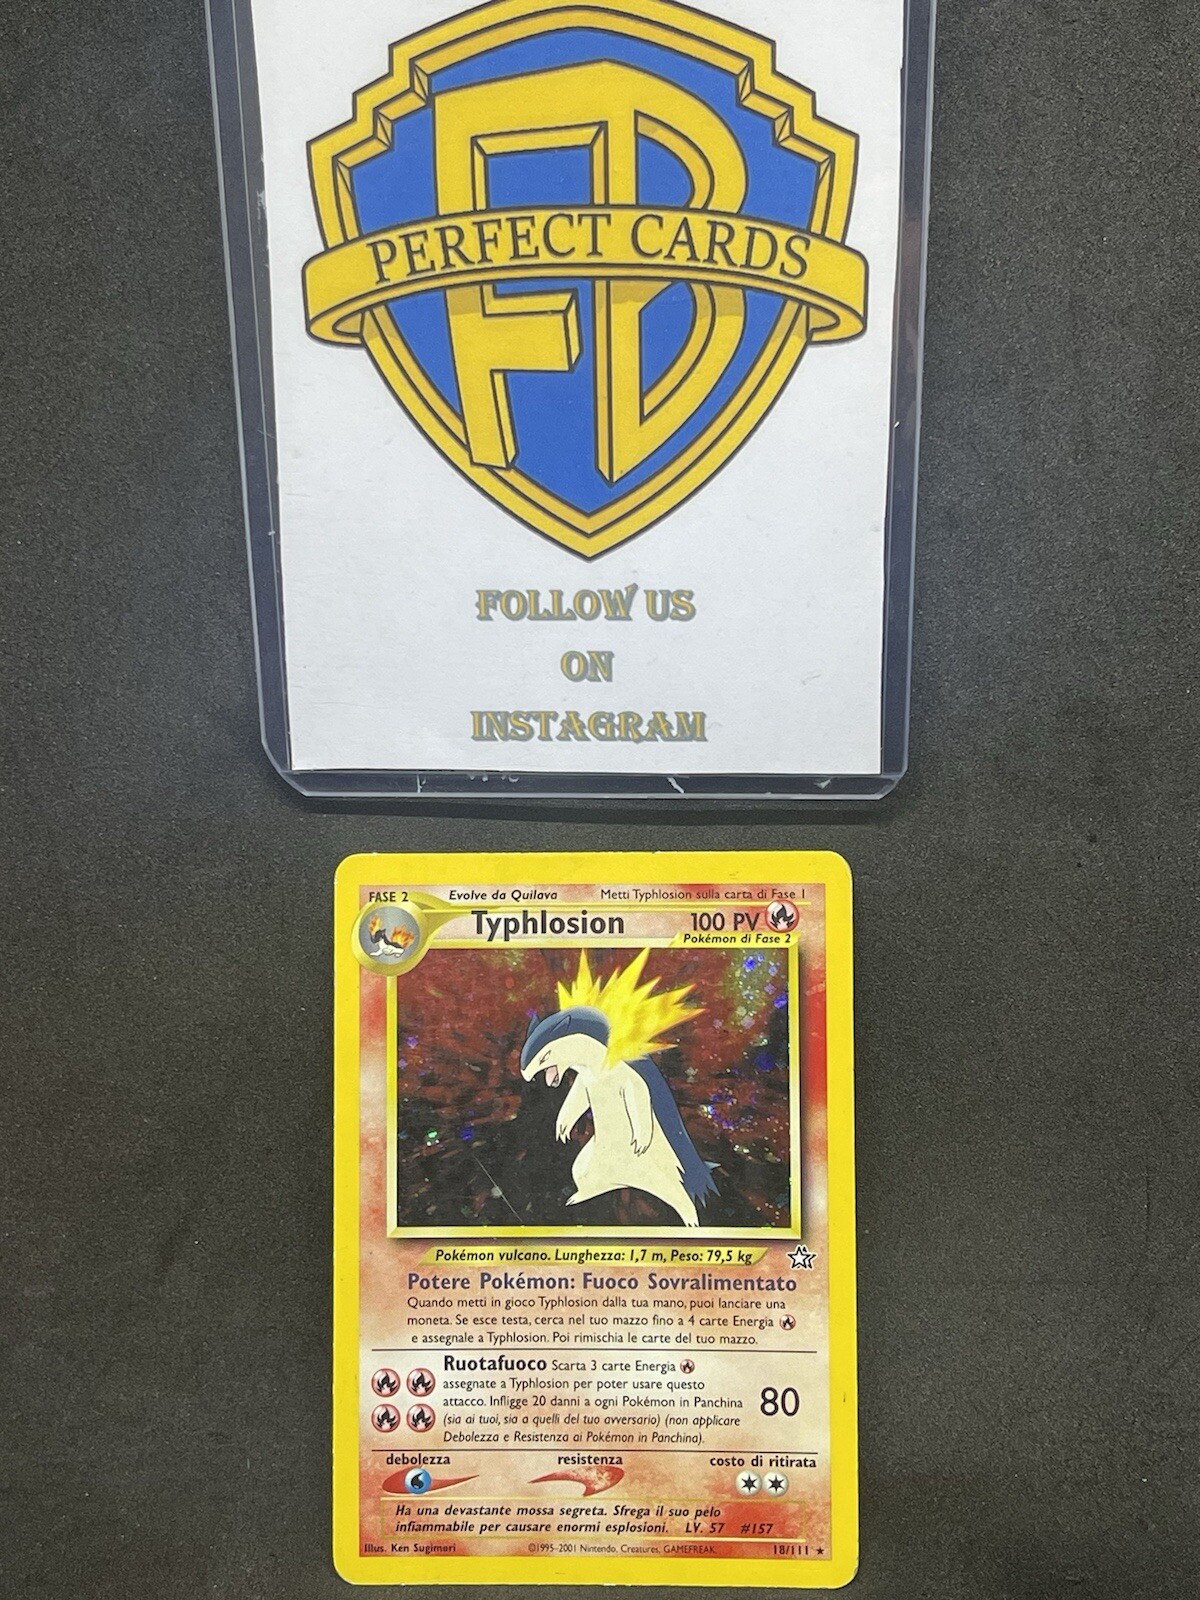 FB
PERFECT CARDS
FOLLOW US
ON
INSTAGRAM
FASE 2 Evolve da Quilava Metti Typhlosion sulla carta di Fase 1
Typhlosion 100 PV
Pokémon di Fase 2
Pokémon vulcano. Lunghezza: 1,7 m, Peso: 79,5 kg
Potere Pokémon: Fuoco Sovralimentato
Quando metti in gioco Typhlosion dalla tua mano, puoi lanciare una
moneta. Se esce testa, cerca nel tuo mazzo fino a 4 carte Energia
e assegnale a Typhlosion. Poi rimischia le carte del tuo mazzo.
Ruotafuoco Scarta 3 carte Energia
assegnate a Typhlosion per poter usare questo
attacco. Infligge 20 danni a ogni Pokémon in Panchina 80
(sia ai tuoi, sia a quelli del tuo avversario) (non applicare
Debolezza e Resistenza ai Pokémon in Panchina).
debolezza resistenza costo di ritirata
Ha una devastante mossa segreta. Sfrega il suo pelo
infiammabile per causare enormi esplosioni. LV. 57 #157
Illus. Ken Sugimori ©1995-2001 Nintendo, Creatures, GAMEFREAK. 18/111 ★